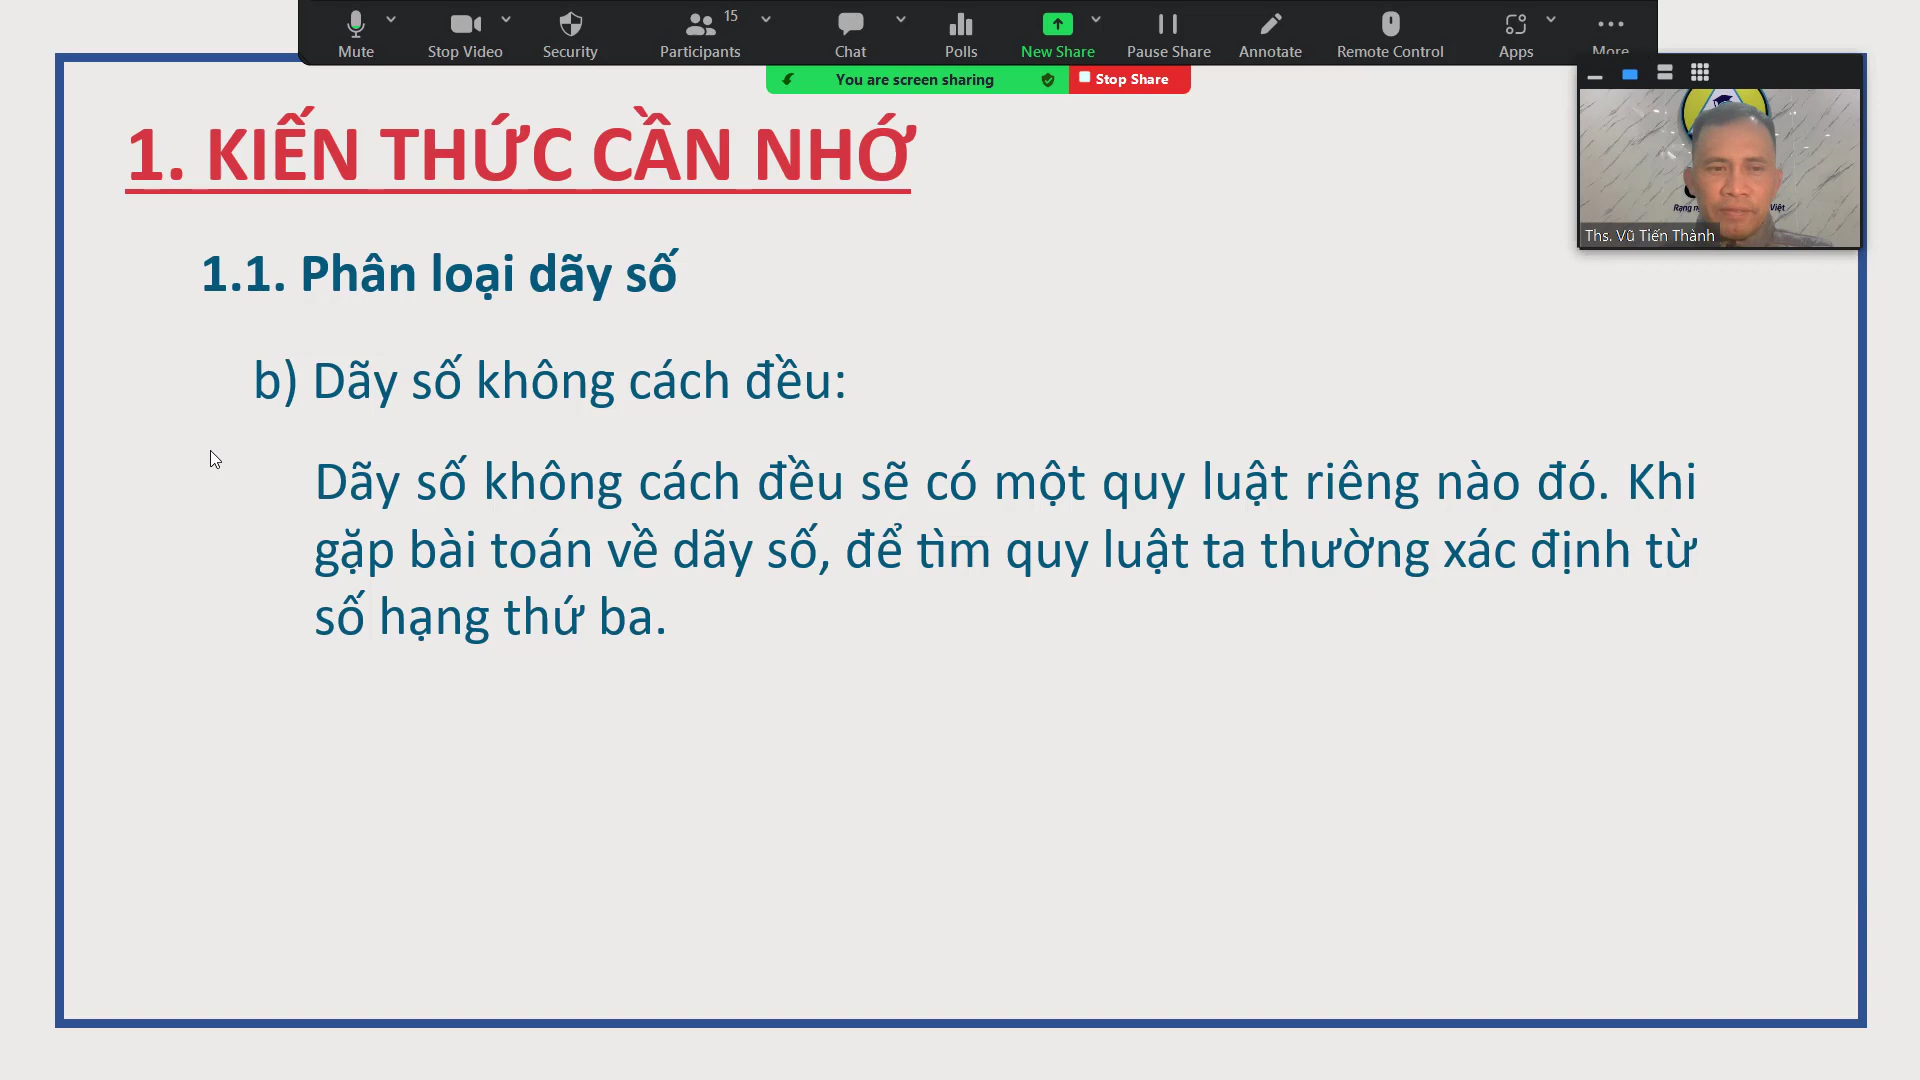 15
Mute
Stop Video
Security
Participants
Chat
Polls
New Share
Pause Share
Annotate
Remote Control
Apps
More
You are screen sharing
Stop Share
Ths. Vũ Tiến Thành
1. KIẾN THỨC CẦN NHỚ
1.1. Phân loại dãy số
b) Dãy số không cách đều:
Dãy số không cách đều sẽ có một quy luật riêng nào đó. Khi
gặp bài toán về dãy số, để tìm quy luật ta thường xác định từ
số hạng thứ ba.